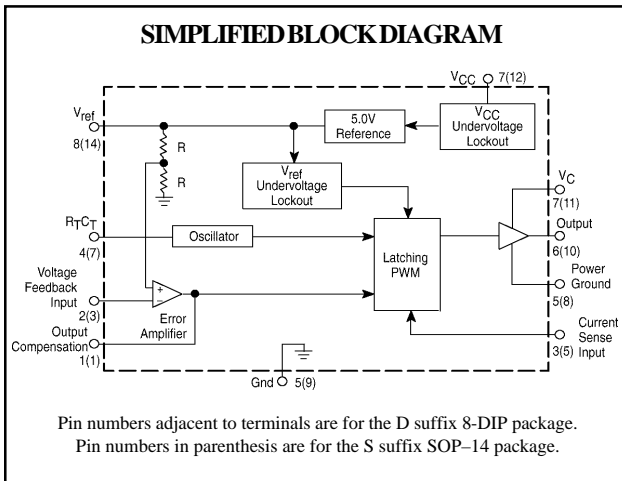 SIMPLIFIED BLOCK DIAGRAM
VCC 7(12)
Vref
8(14)
R
R
5.0V
Reference
VCC
Undervoltage
Lockout
Vref
Undervoltage
Lockout
VC
7(11)
RTCT
4(7)
Oscillator
Latching
PWM
Output
6(10)
Voltage
Feedback
Input
2(3)
+
−
Error
Amplifier
Power
Ground
5(8)
Output
Compensation
1(1)
Current
Sense
Input
3(5)
Gnd 5(9)
Pin numbers adjacent to terminals are for the D suffix 8-DIP package.
Pin numbers in parenthesis are for the S suffix SOP–14 package.